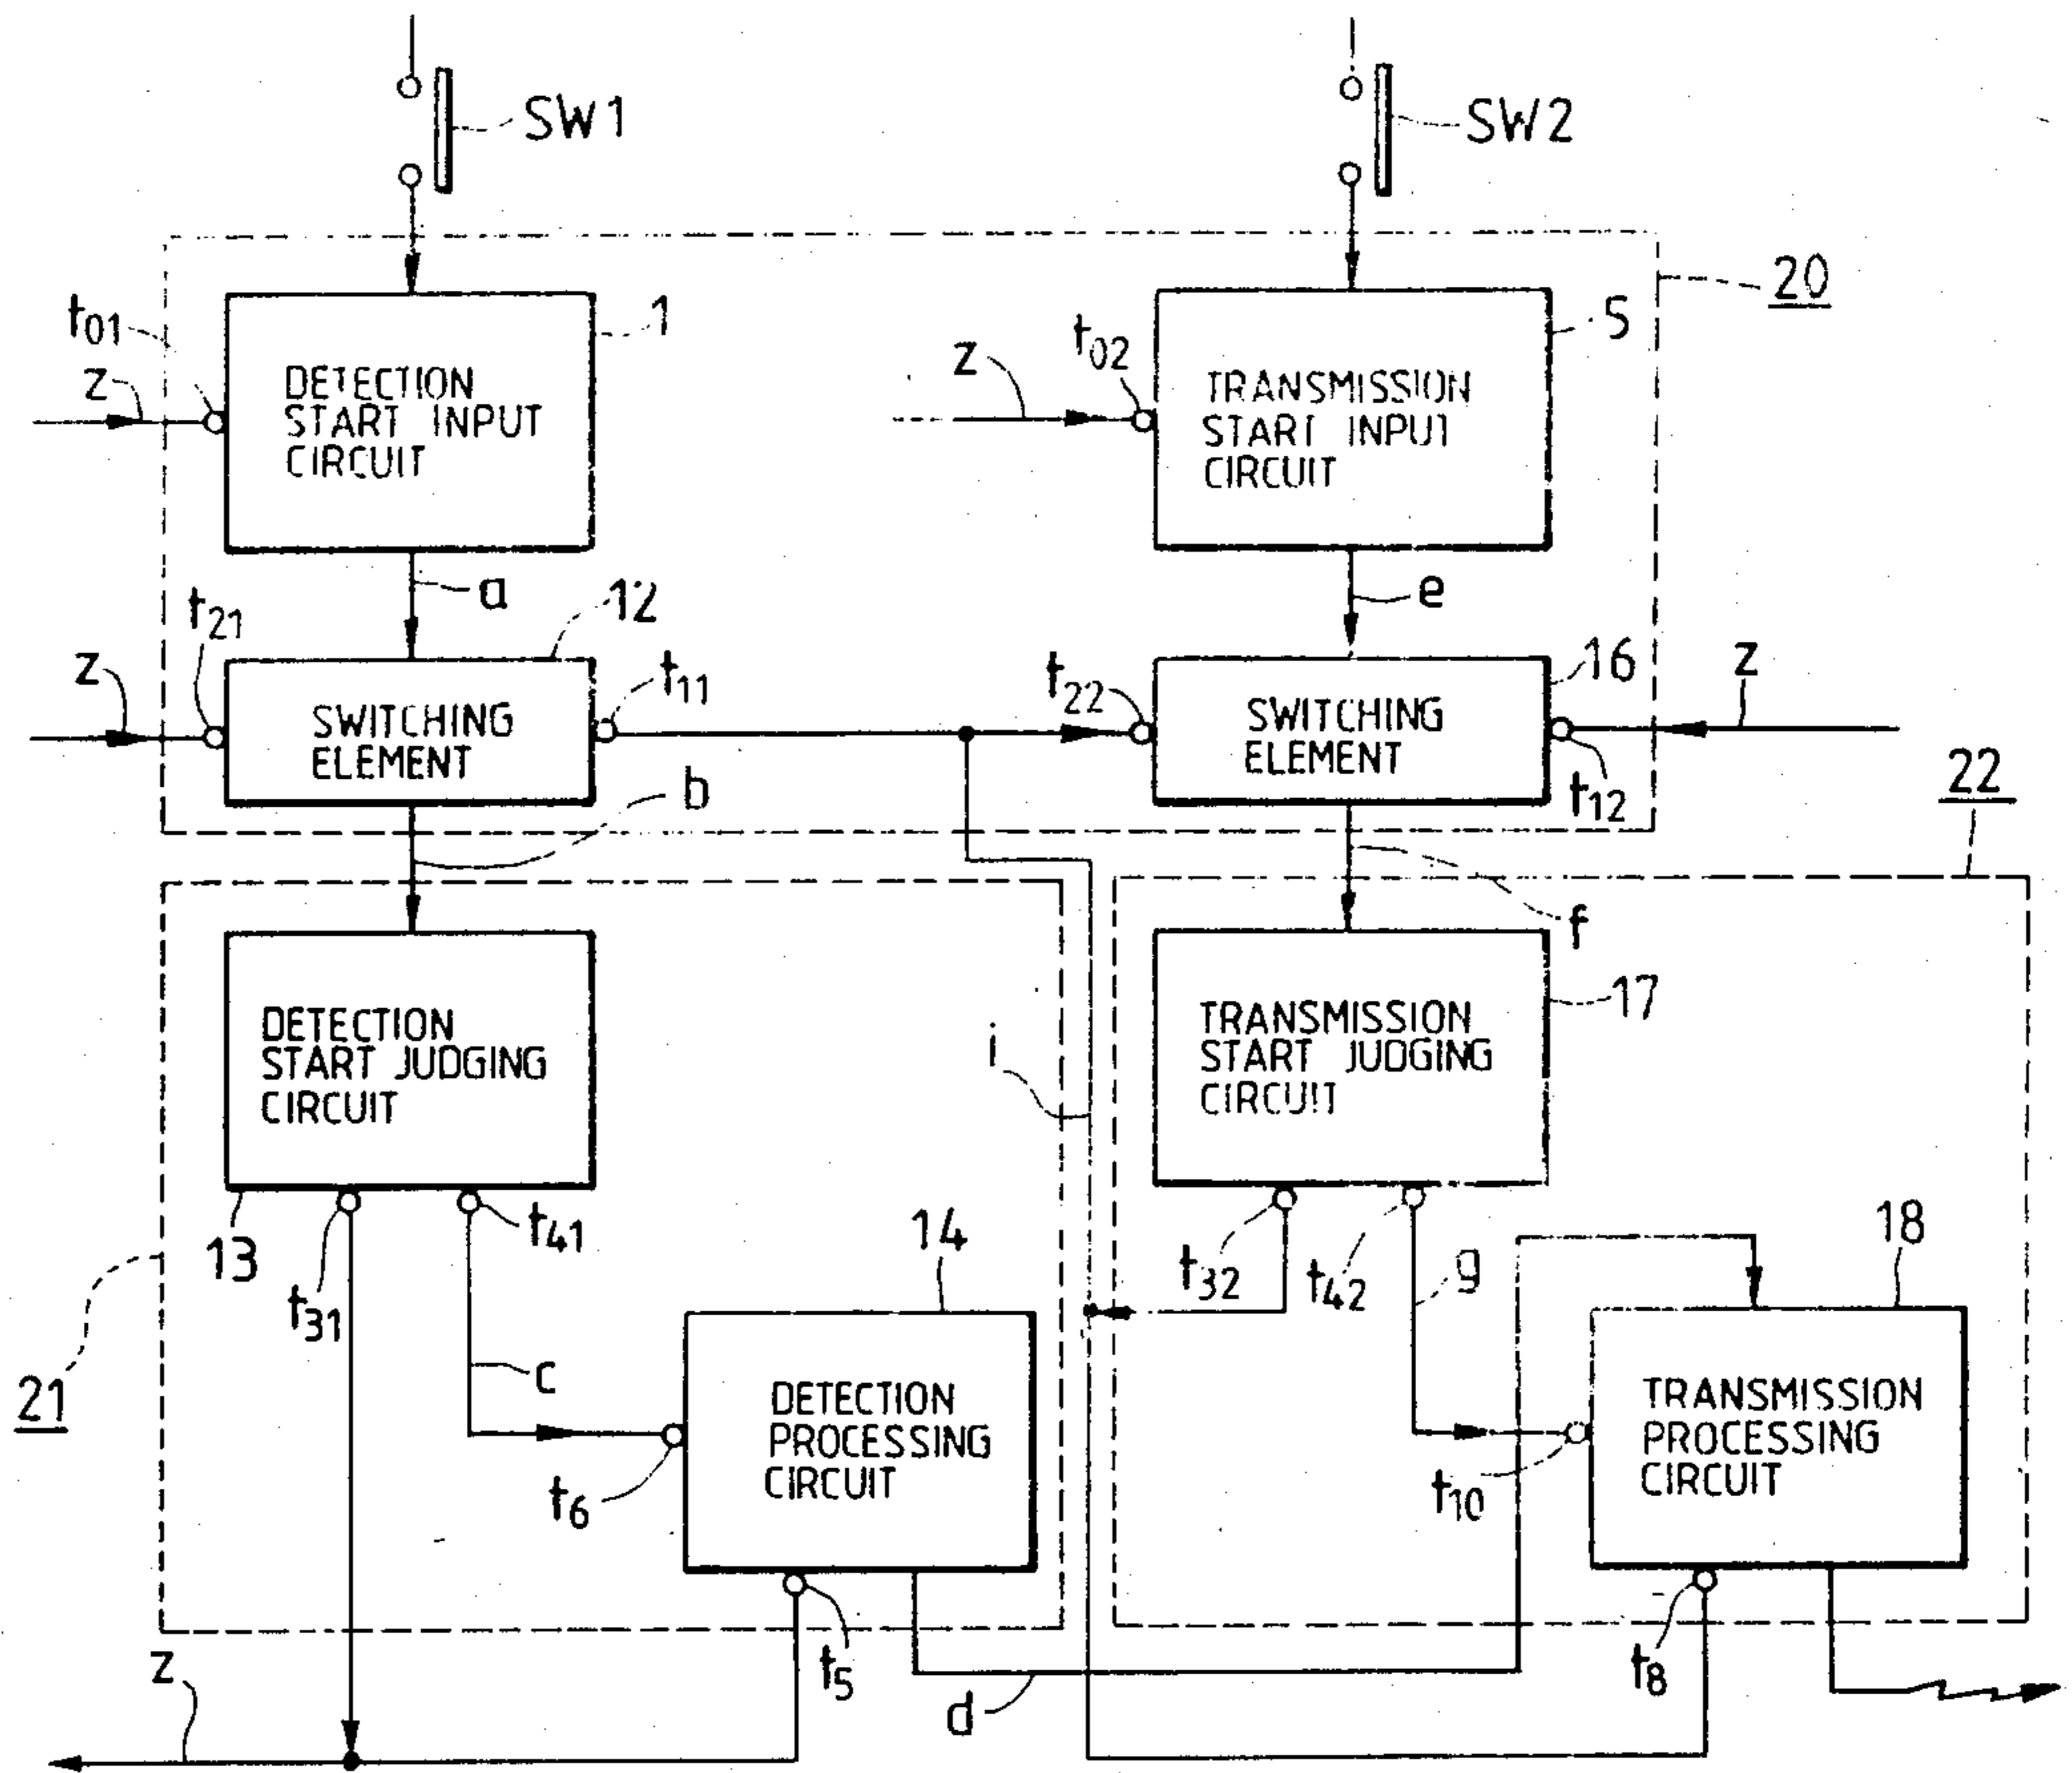 SW1
SW2
20
t01
1
5
z
z
t02
DETECTION
START INPUT
CIRCUIT
TRANSMISSION
START INPUT
CIRCUIT
a
e
t21
12
t11
t22
16
z
z
SWITCHING
ELEMENT
SWITCHING
ELEMENT
t12
b
22
f
DETECTION
START JUDGING
CIRCUIT
i
TRANSMISSION
START JUDGING
CIRCUIT
17
13
t31
t41
14
t32
t42
g
18
c
21
t6
DETECTION
PROCESSING
CIRCUIT
t10
TRANSMISSION
PROCESSING
CIRCUIT
z
t5
d
t8